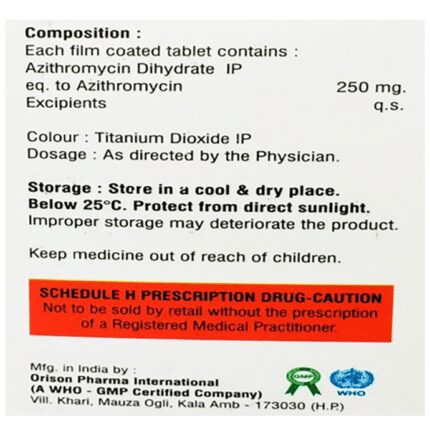 Composition :
Each film coated tablet contains :
Azithromycin Dihydrate IP
eq. to Azithromycin 250 mg.
Excipients q.s.
Colour : Titanium Dioxide IP
Dosage : As directed by the Physician.
Storage : Store in a cool & dry place.
Below 25°C. Protect from direct sunlight.
Improper storage may deteriorate the product.
Keep medicine out of reach of children.
SCHEDULE H PRESCRIPTION DRUG-CAUTION
Not to be sold by retail without the prescription
of a Registered Medical Practitioner.
Mfg. in India by :
Orison Pharma International
(A WHO - GMP Certified Company)
Vill. Khari, Mauza Ogli, Kala Amb - 173030 (H.P.)
GMP
WHO